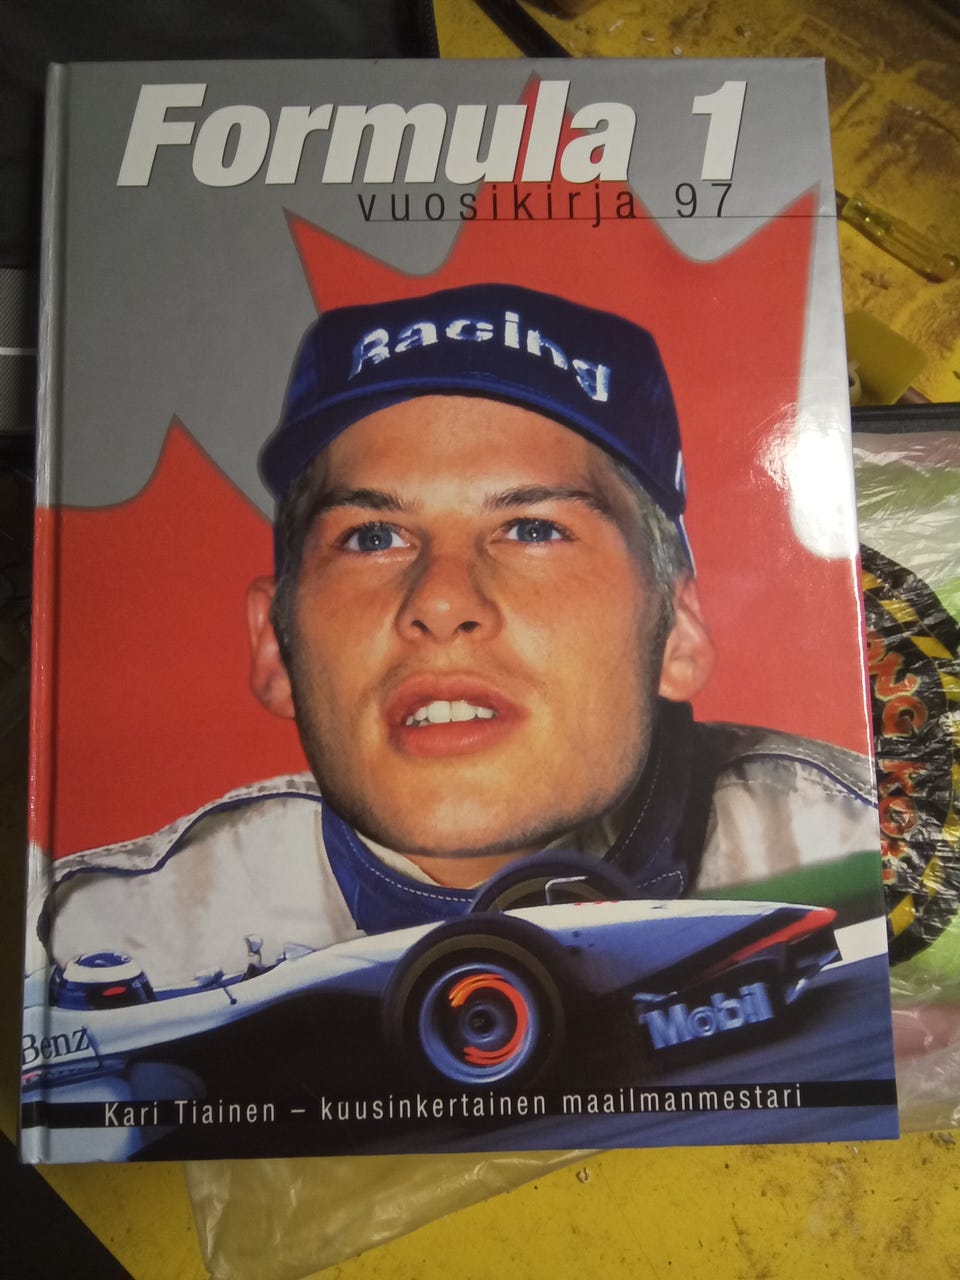 Formula 1
vuosikirja 97
Racing
Mobil
Benz
Kari Tiainen – kuusinkertainen maailmanmestari